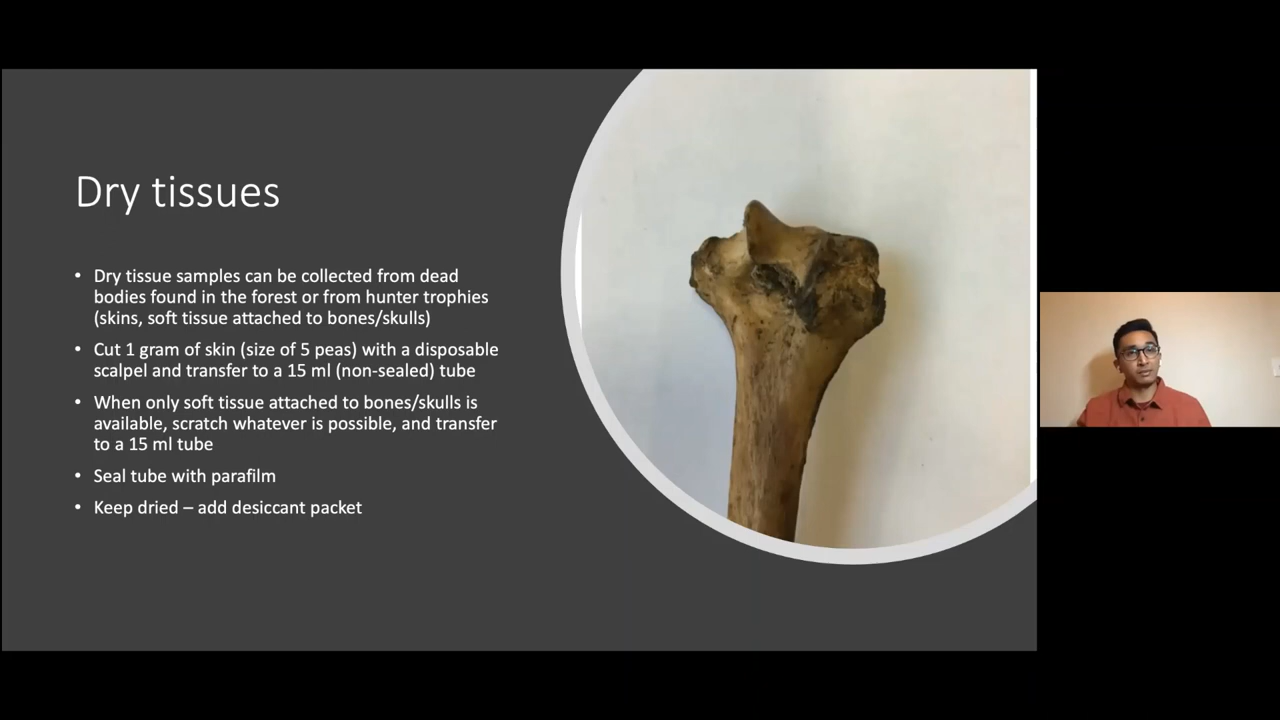 Dry tissues
• Dry tissue samples can be collected from dead
bodies found in the forest or from hunter trophies
(skins, soft tissue attached to bones/skulls)
• Cut 1 gram of skin (size of 5 peas) with a disposable
scalpel and transfer to a 15 ml (non-sealed) tube
• When only soft tissue attached to bones/skulls is
available, scratch whatever is possible, and transfer
to a 15 ml tube
• Seal tube with parafilm
• Keep dried – add desiccant packet